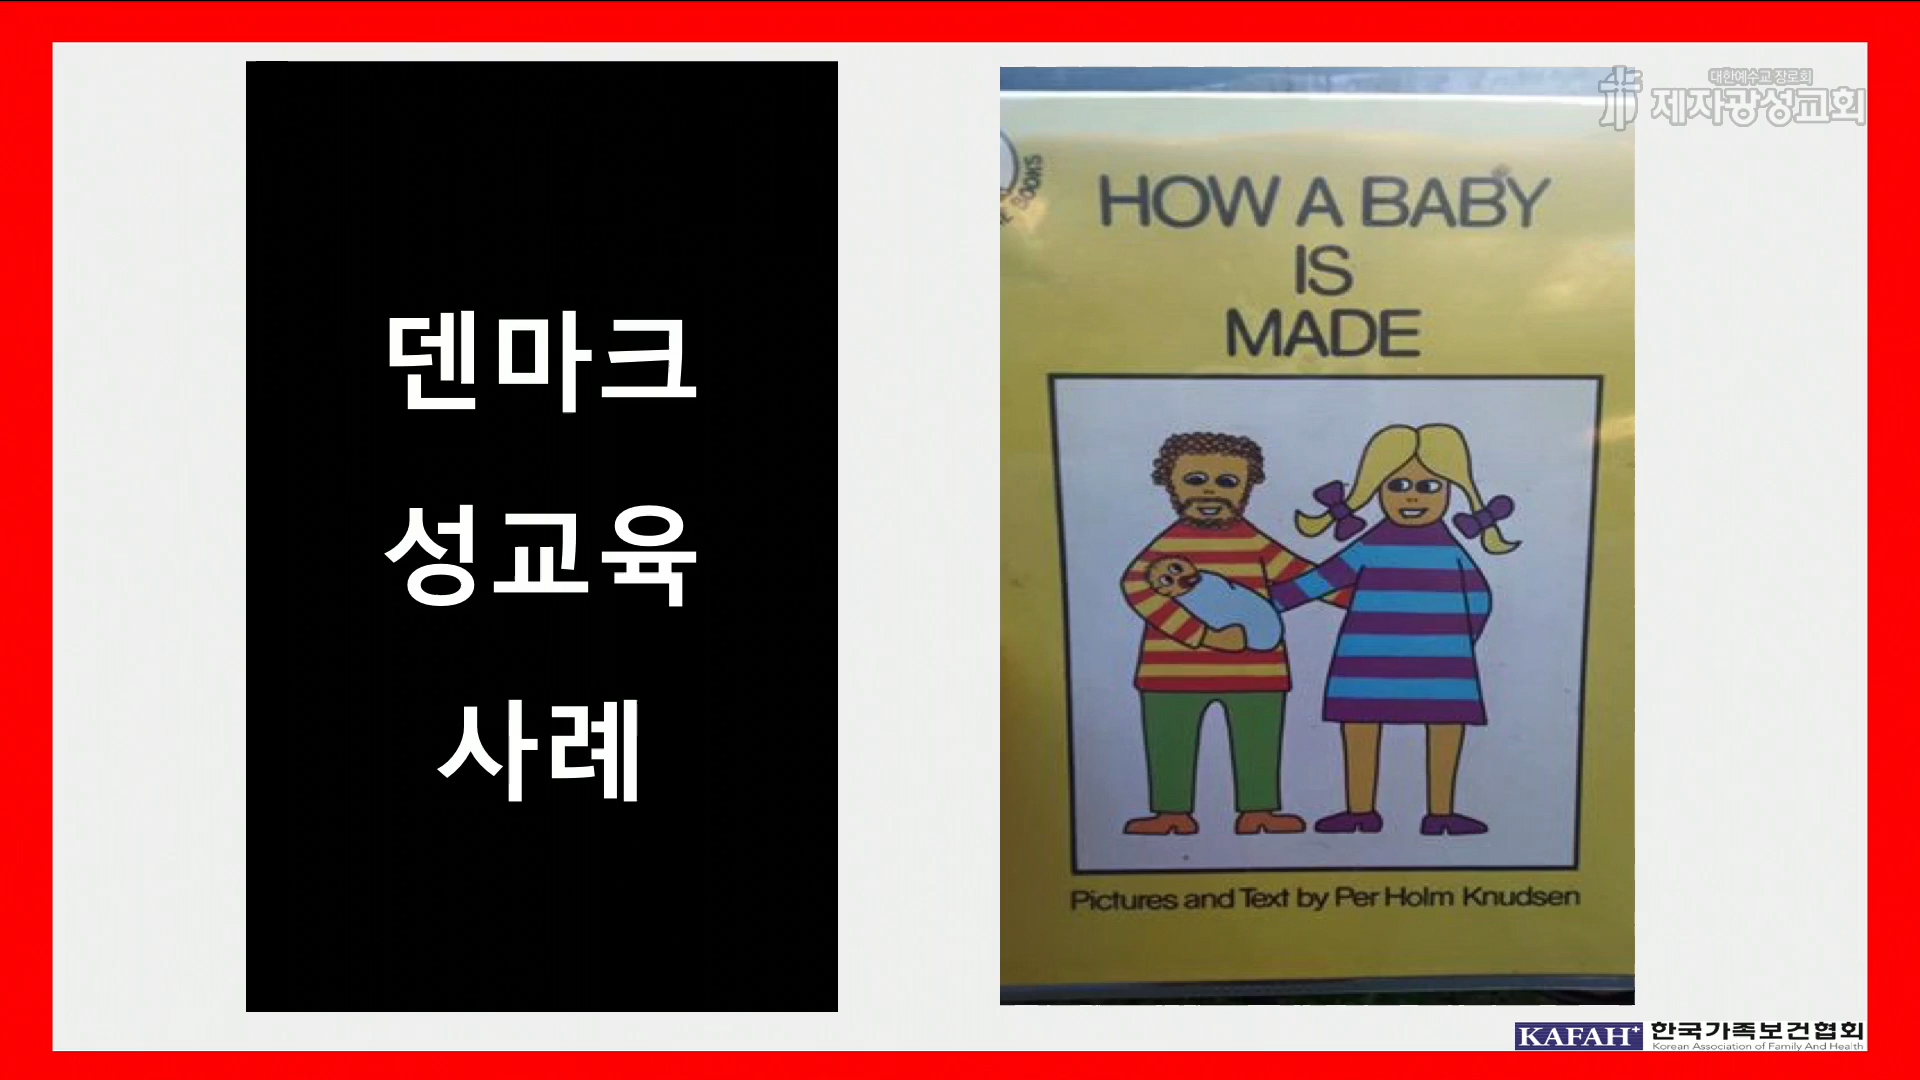 덴마크
성교육
사례
대한예수교 장로회
제자광성교회
BOOKS
HOW A BABY
IS
MADE
Pictures and Text by Per Holm Knudsen
KAFAH+ 한국가족보건협회
Korean Association of Family And Health